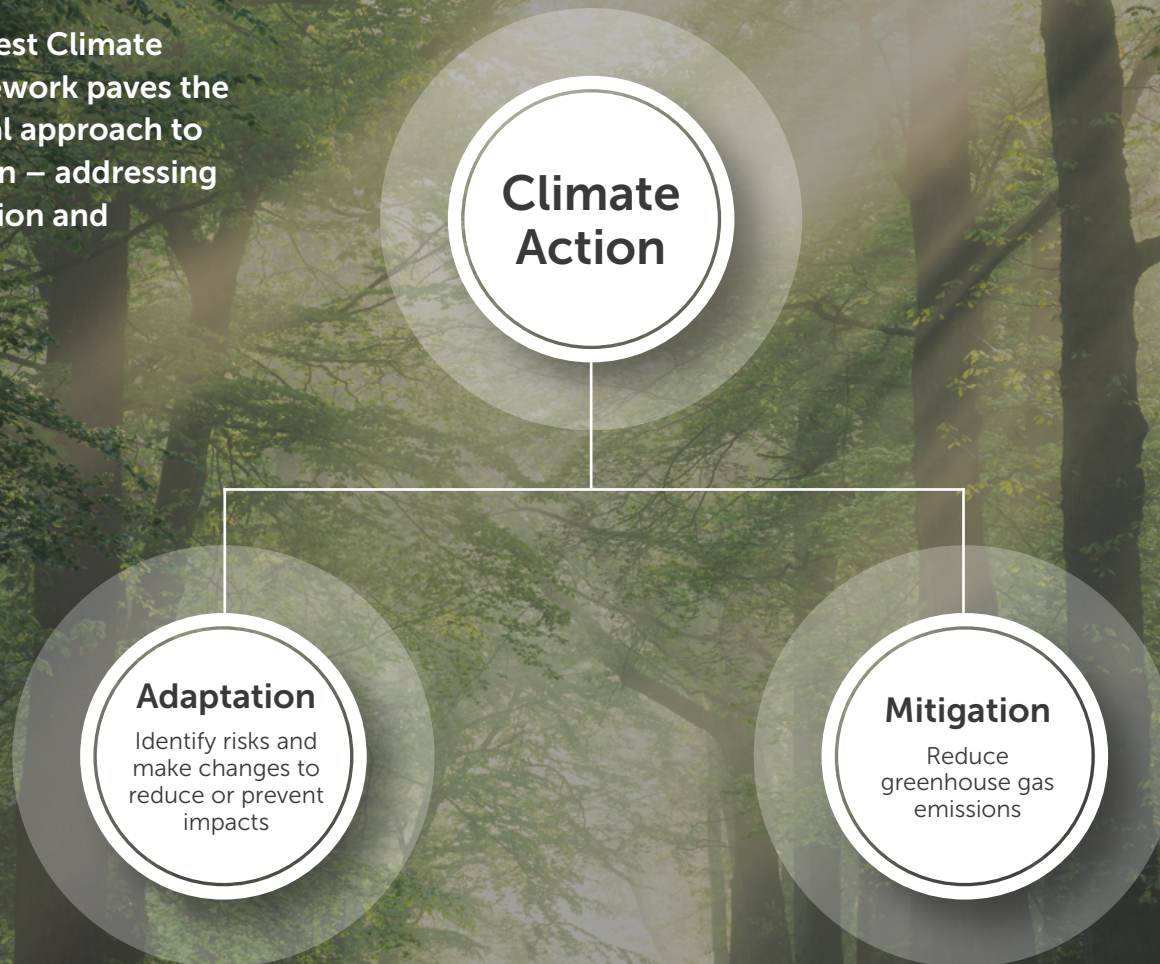 est Climate
work paves the
l approach to
n – addressing
ion and
Climate
Action
Adaptation
Identify risks and
make changes to
reduce or prevent
impacts
Mitigation
Reduce
greenhouse gas
emissions